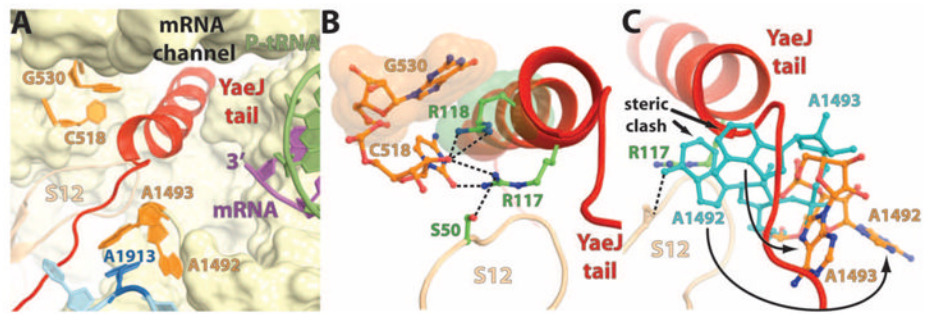 A
mRNA
channel
P-tRNA
G530
YaeJ
tail
C518
3'
S12
A1493
mRNA
A1913
A1492
B
G530
R118
C518
R117
S50
YaeJ
tail
S12
C
YaeJ
tail
A1493
steric
clash
R117
A1492
A1492
S12
A1493